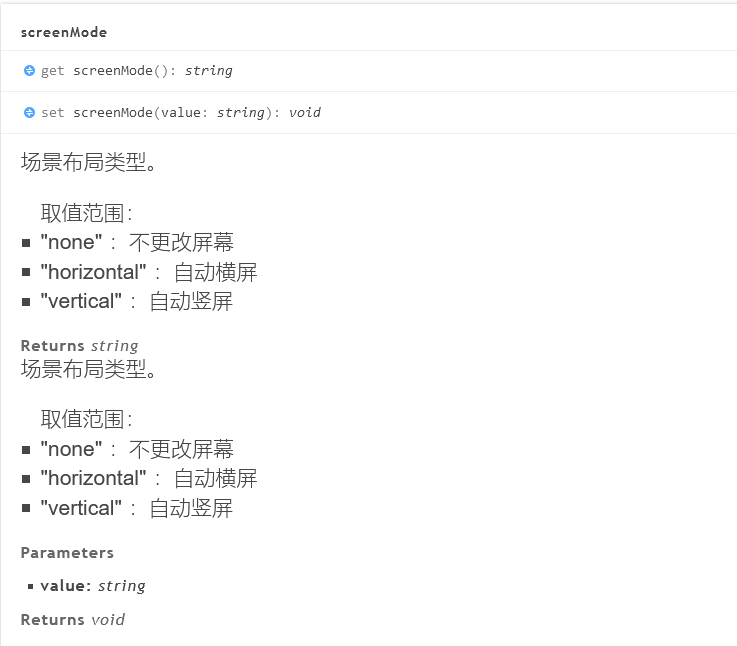 screenMode
get screenMode(): string
set screenMode(value: string): void
场景布局类型。
取值范围：
"none" ：不更改屏幕
"horizontal" ：自动横屏
"vertical" ：自动竖屏
Returns string
场景布局类型。
取值范围：
"none" ：不更改屏幕
"horizontal" ：自动横屏
"vertical" ：自动竖屏
Parameters
value: string
Returns void